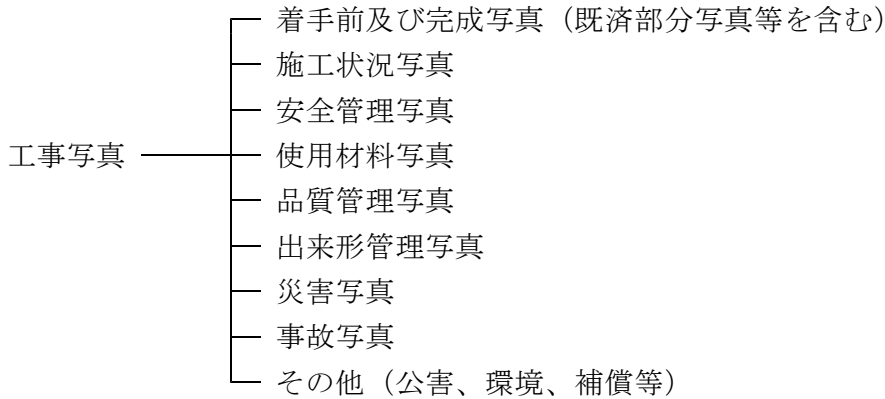 着手前及び完成写真（既済部分写真等を含む）
施工状況写真
安全管理写真
工事写真
使用材料写真
品質管理写真
出来形管理写真
災害写真
事故写真
その他（公害、環境、補償等）